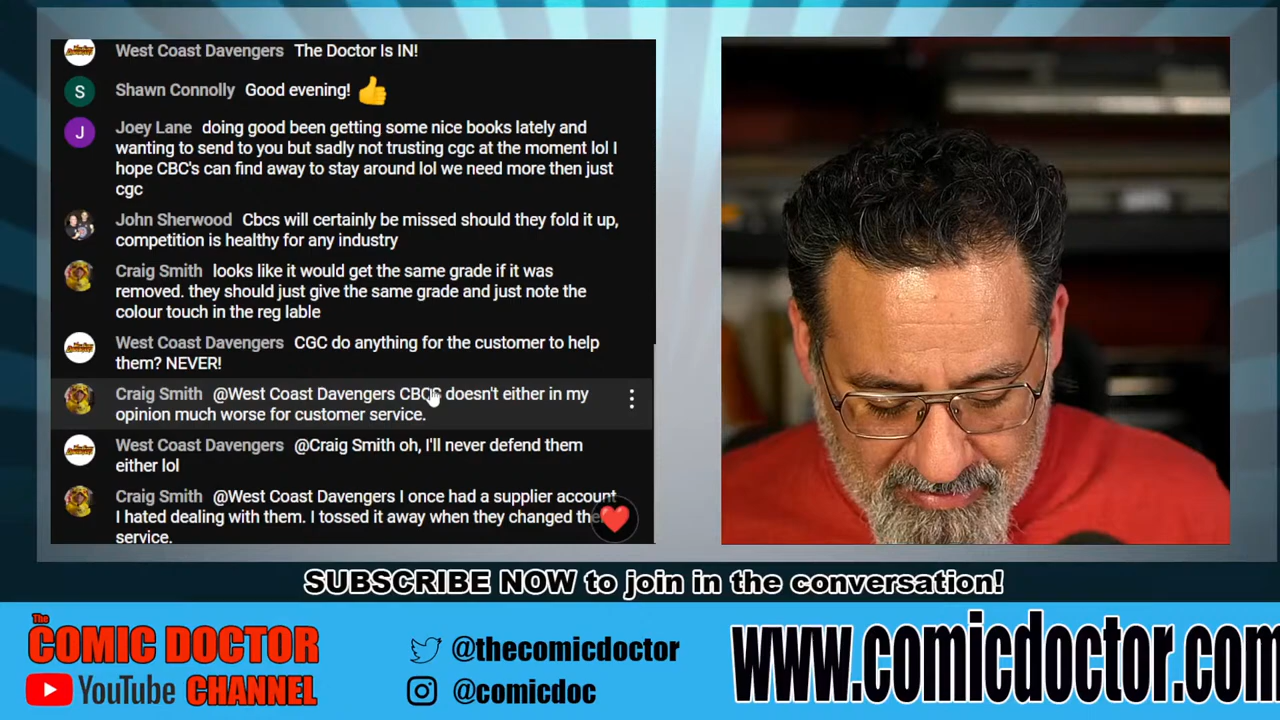 West Coast Davengers The Doctor Is IN!
S Shawn Connolly Good evening! 👍
J Joey Lane doing good been getting some nice books lately and
wanting to send to you but sadly not trusting cgc at the moment lol I
hope CBC's can find away to stay around lol we need more then just
cgc
John Sherwood Cbcs will certainly be missed should they fold it up,
competition is healthy for any industry
Craig Smith looks like it would get the same grade if it was
removed. they should just give the same grade and just note the
colour touch in the reg lable
West Coast Davengers CGC do anything for the customer to help
them? NEVER!
Craig Smith @West Coast Davengers CBCS doesn't either in my
opinion much worse for customer service.
West Coast Davengers @Craig Smith oh, I'll never defend them
either lol
Craig Smith @West Coast Davengers I once had a supplier account
I hated dealing with them. I tossed it away when they changed
service.
SUBSCRIBE NOW to join in the conversation!
The
COMIC DOCTOR
YouTube CHANNEL
@thecomicdoctor
@comicdoc
www.comicdoctor.com